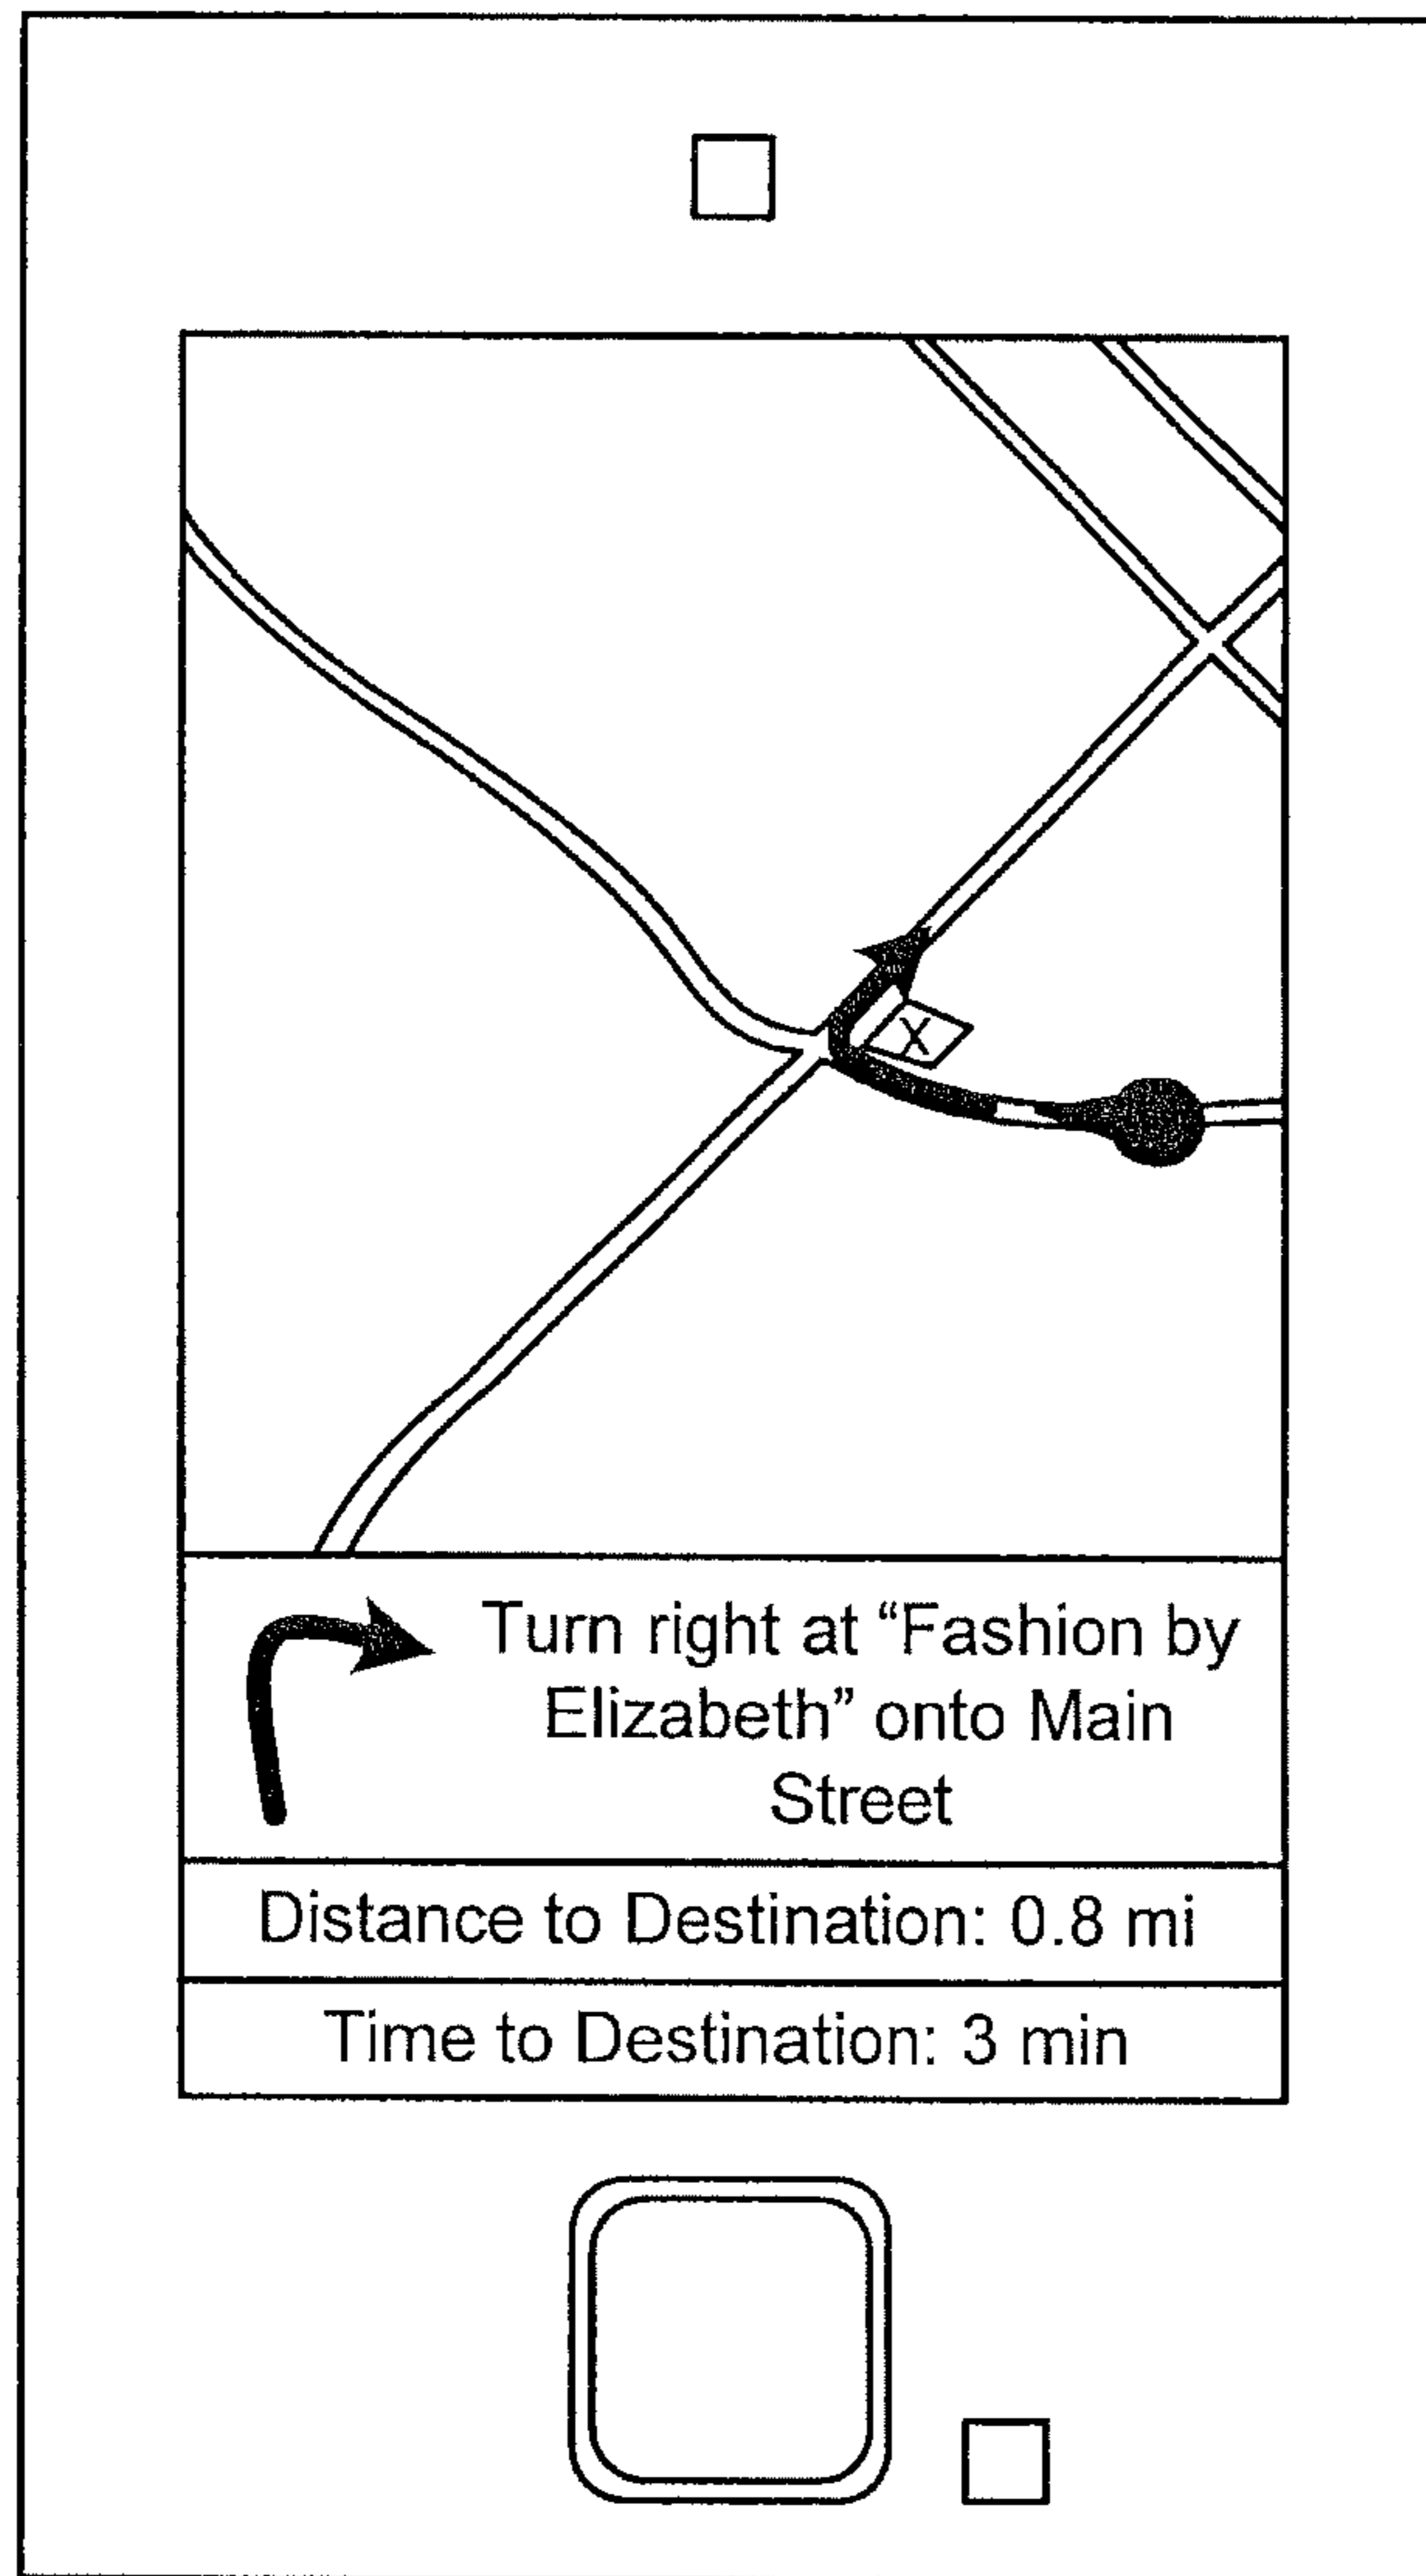 X
Turn right at “Fashion by
Elizabeth” onto Main
Street
Distance to Destination: 0.8 mi
Time to Destination: 3 min